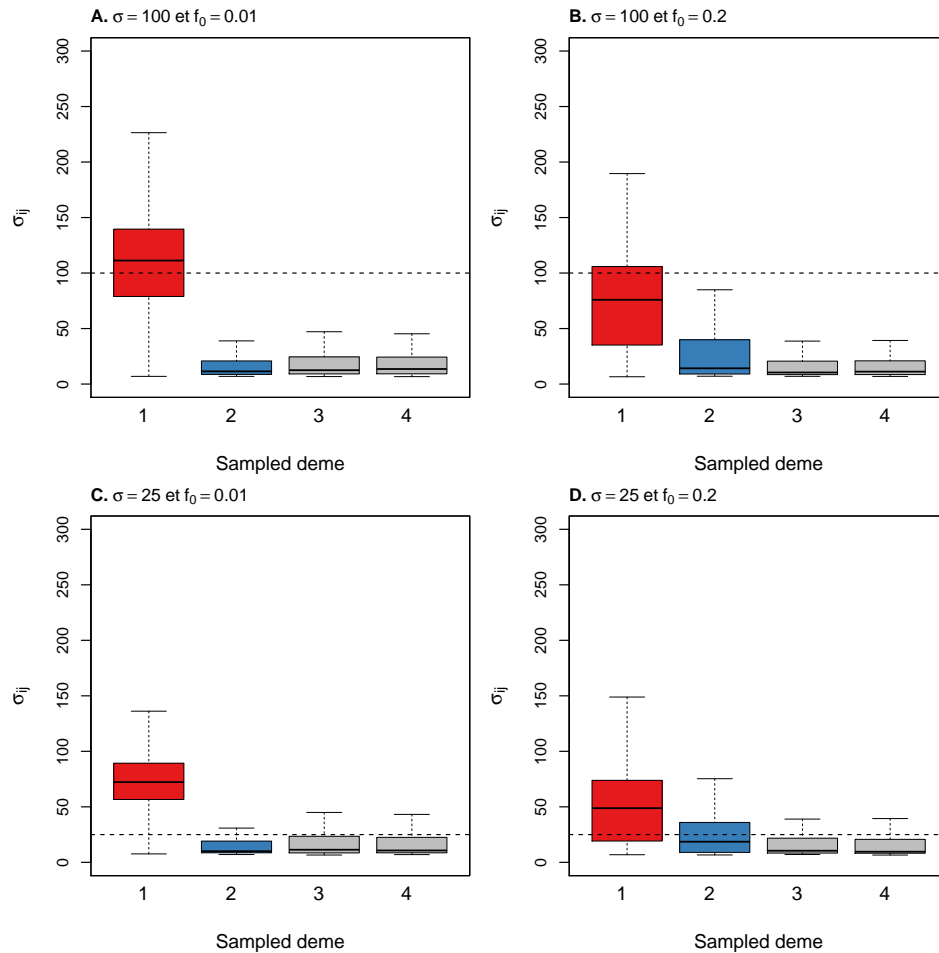 A. σ = 100 et f₀ = 0.01
300
250
200
150
100
50
0
σij
1 2 3 4
Sampled deme
B. σ = 100 et f₀ = 0.2
300
250
200
150
100
50
0
σij
1 2 3 4
Sampled deme
C. σ = 25 et f₀ = 0.01
300
250
200
150
100
50
0
σij
1 2 3 4
Sampled deme
D. σ = 25 et f₀ = 0.2
300
250
200
150
100
50
0
σij
1 2 3 4
Sampled deme